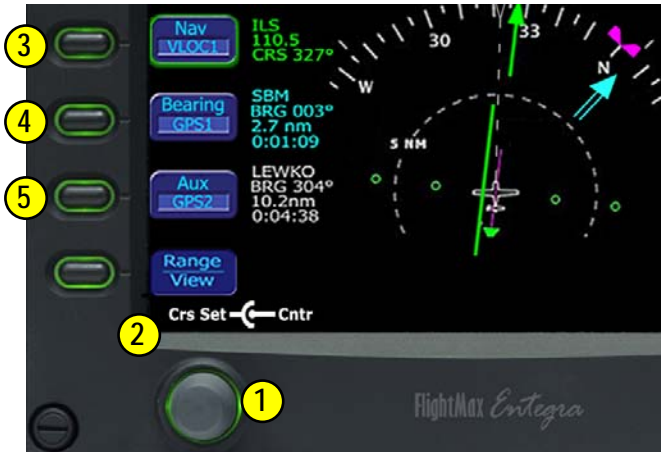 3
Nav
VLOC1
ILS
110.5
CRS 327°
30
33
N
W
4
Bearing
GPS1
SBM
BRG 003°
2.7 nm
0:01:09
5 NM
5
Aux
GPS2
LEWKO
BRG 304°
10.2nm
0:04:38
Range
View
2
Crs Set
Cntr
1
FlightMax Entegra